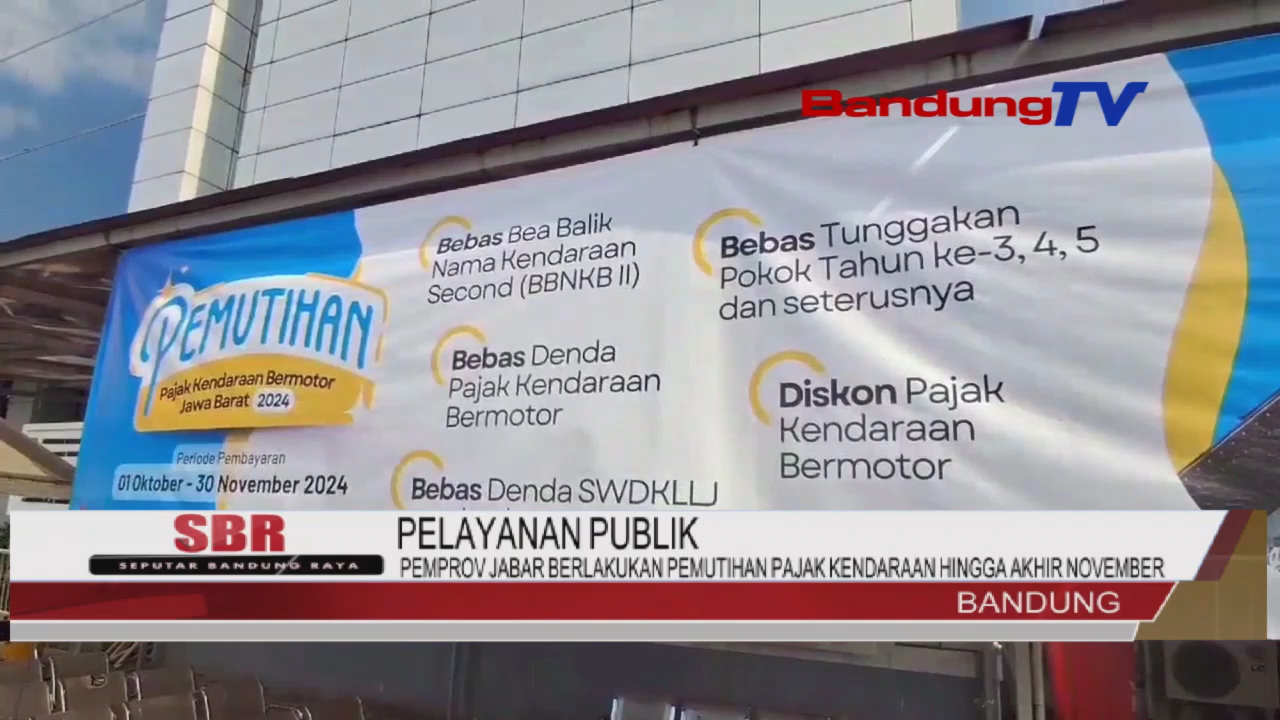 BandungTV
PEMUTIHAN
Pajak Kendaraan Bermotor
Jawa Barat 2024
Periode Pembayaran
01 Oktober - 30 November 2024
Bebas Bea Balik
Nama Kendaraan
Second (BBNKB II)
Bebas Denda
Pajak Kendaraan
Bermotor
Bebas Denda SWDKLLJ
Bebas Tunggakan
Pokok Tahun ke-3, 4, 5
dan seterusnya
Diskon Pajak
Kendaraan
Bermotor
SBR
SEPUTAR BANDUNG RAYA
PELAYANAN PUBLIK
PEMPROV JABAR BERLAKUKAN PEMUTIHAN PAJAK KENDARAAN HINGGA AKHIR NOVEMBER
BANDUNG